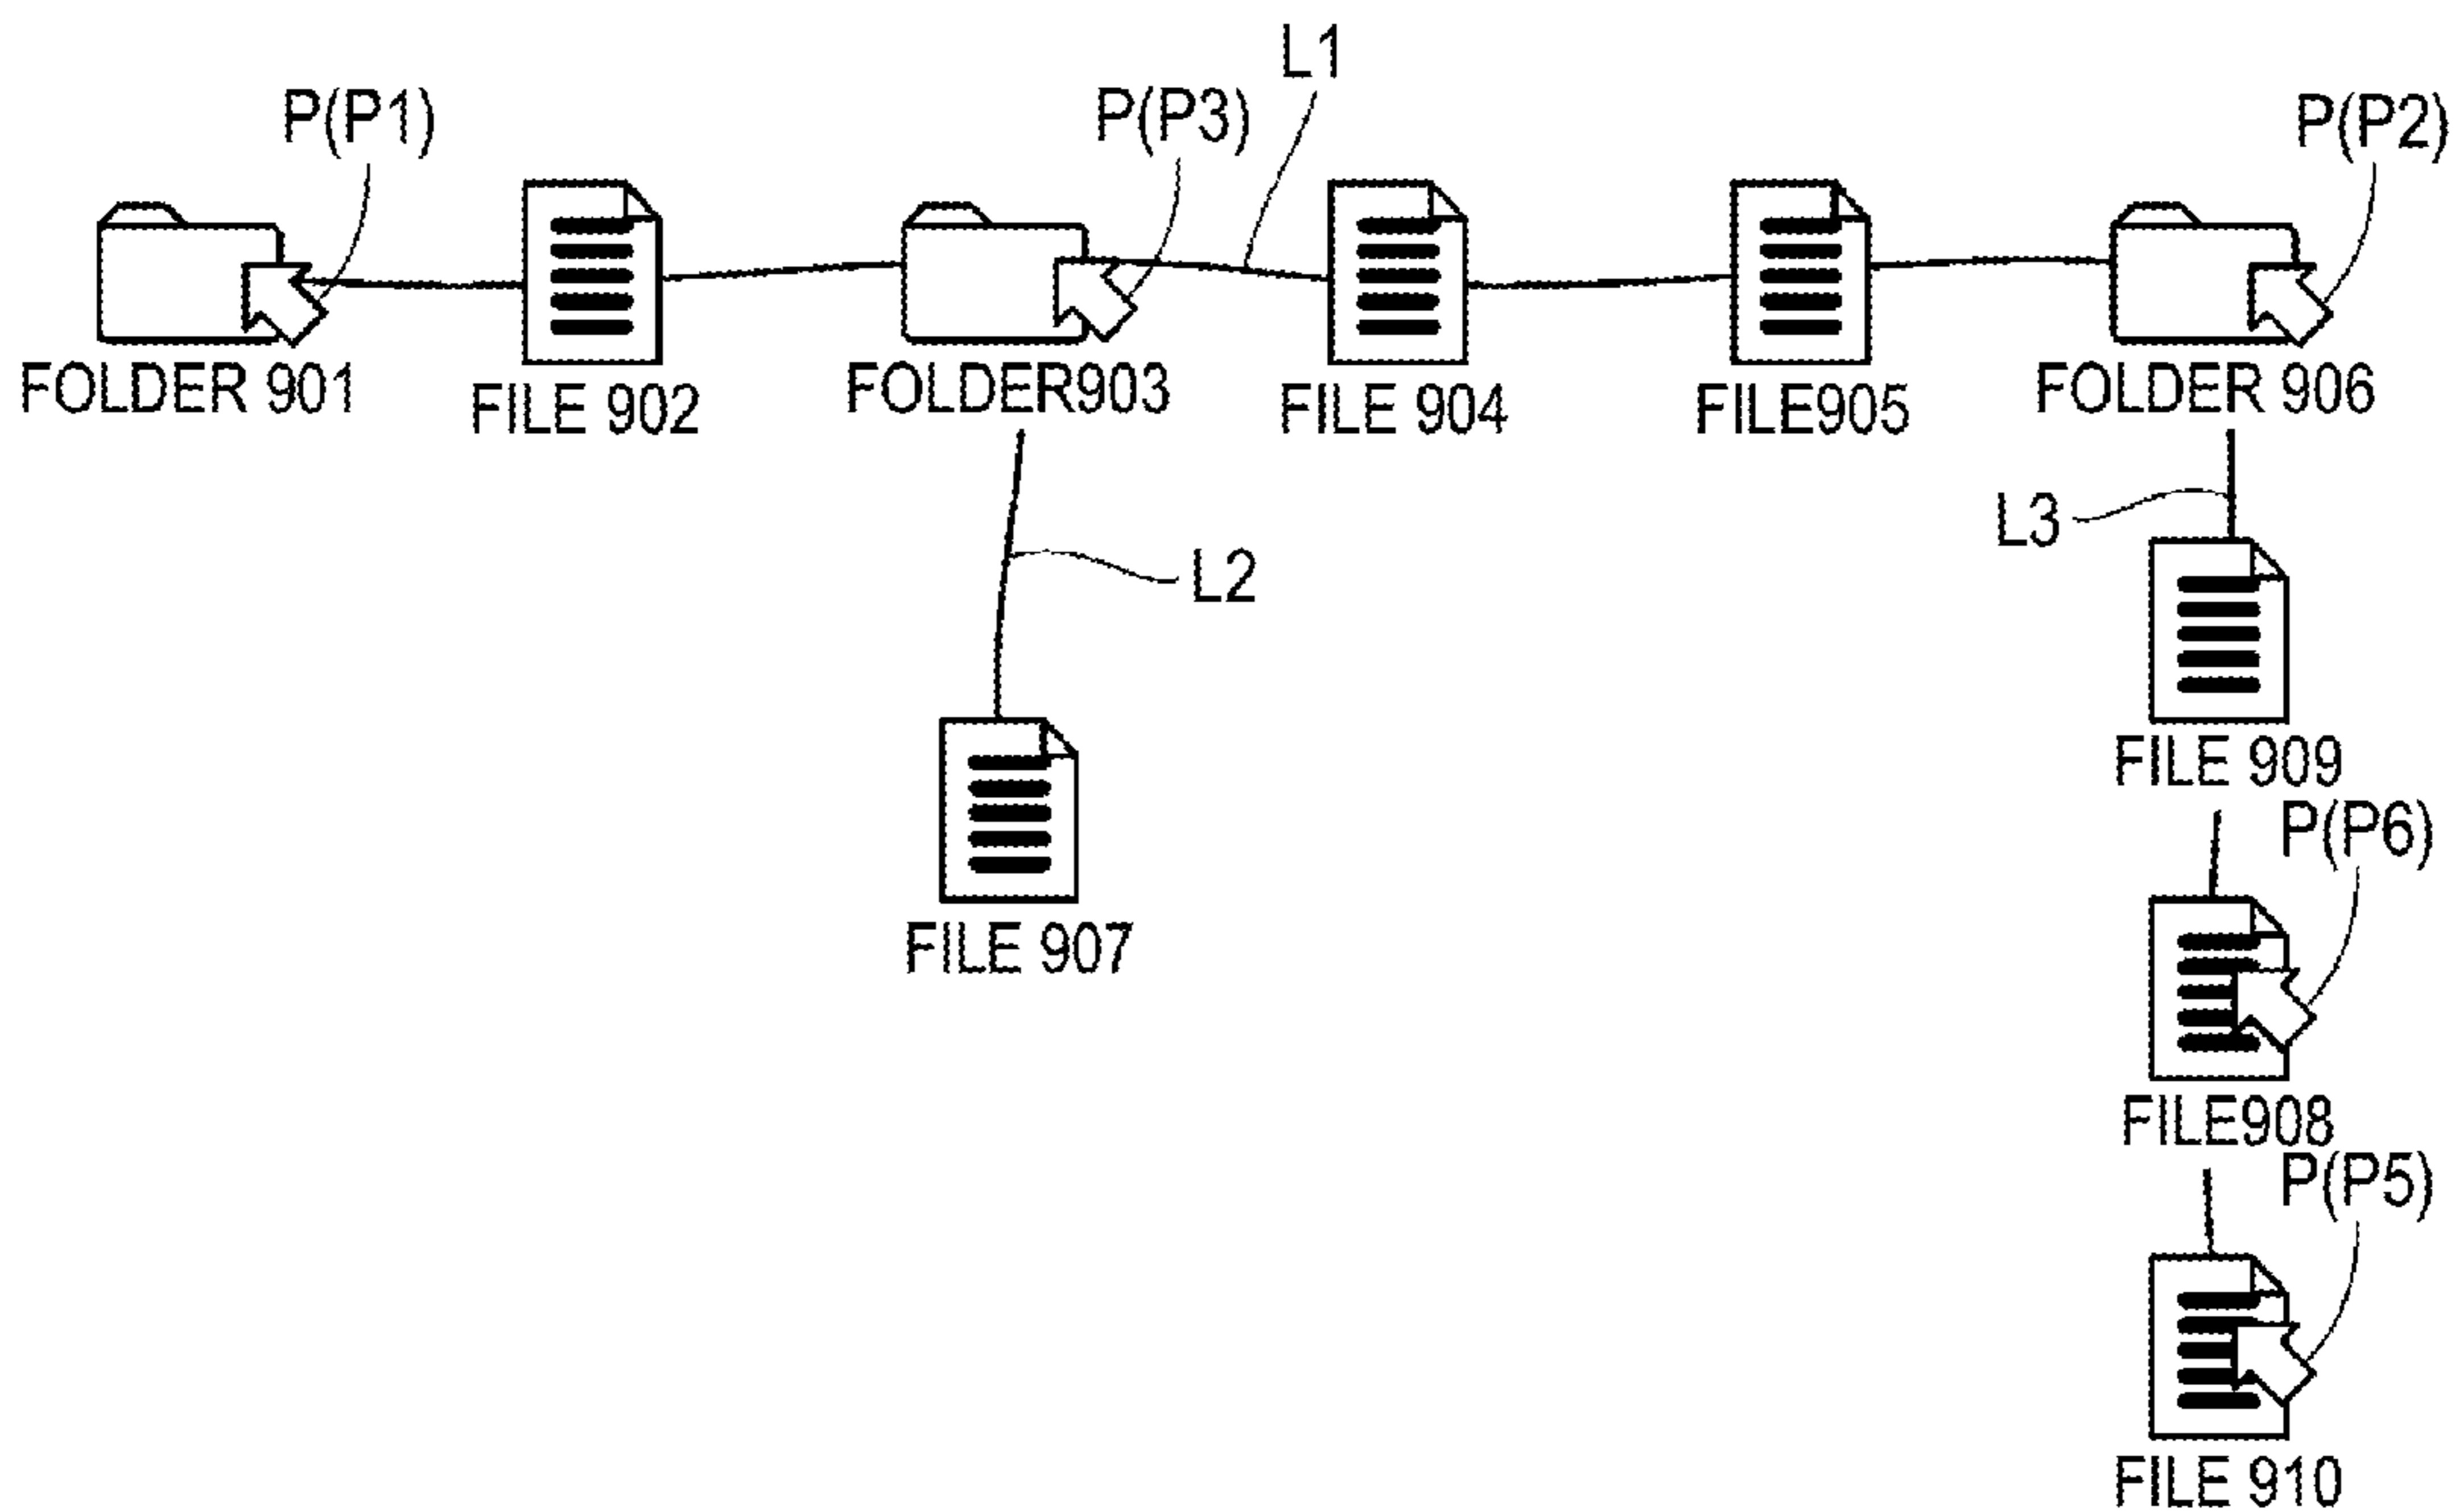 L1
P(P1)
P(P3)
P(P2)
FOLDER 901
FILE 902
FOLDER903
FILE 904
FILE905
FOLDER 906
L3
L2
FILE 909
P(P6)
FILE 907
FILE908
P(P5)
FILE 910